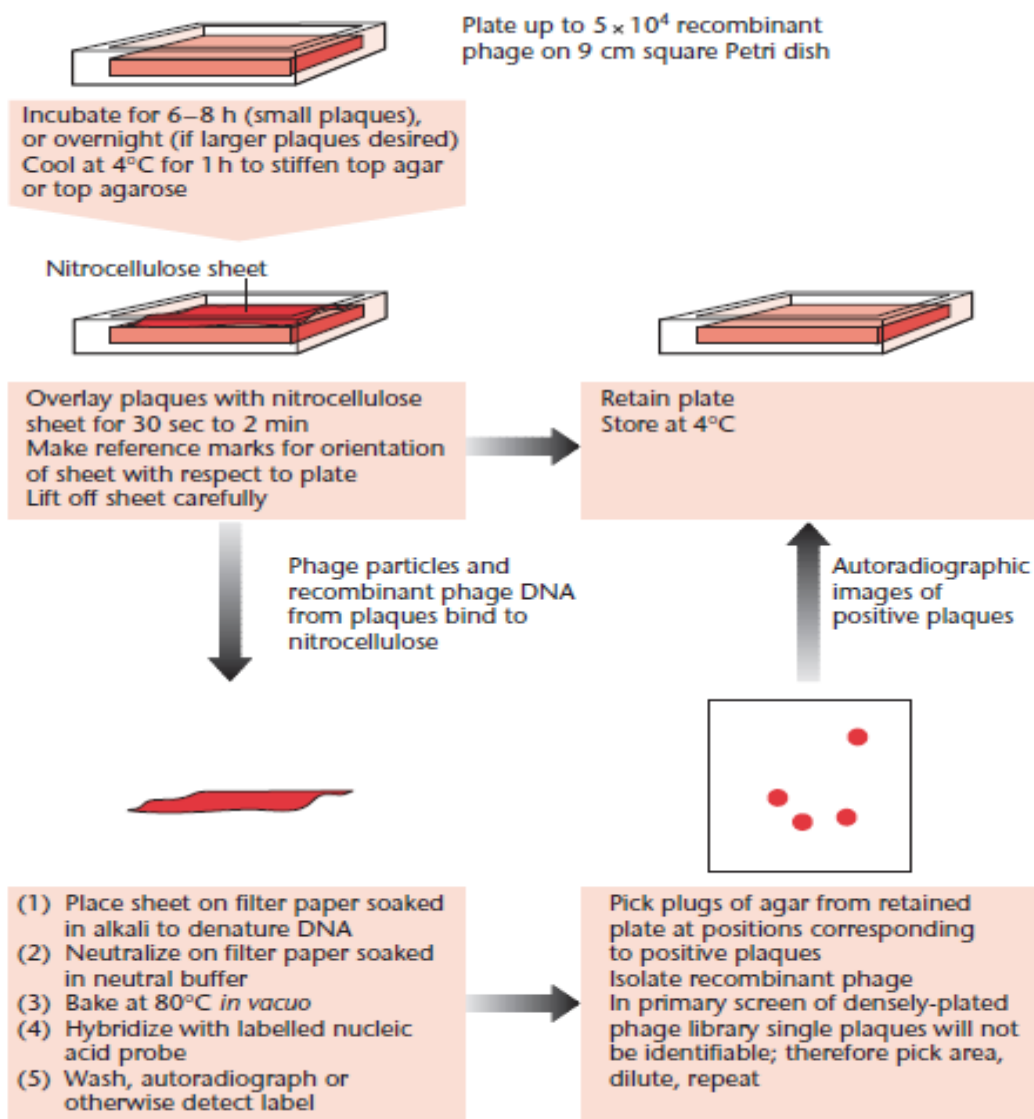 Plate up to 5 × 10⁴ recombinant
phage on 9 cm square Petri dish
Incubate for 6–8 h (small plaques),
or overnight (if larger plaques desired)
Cool at 4°C for 1 h to stiffen top agar
or top agarose
Nitrocellulose sheet
Overlay plaques with nitrocellulose
sheet for 30 sec to 2 min
Make reference marks for orientation
of sheet with respect to plate
Lift off sheet carefully
Retain plate
Store at 4°C
Phage particles and
recombinant phage DNA
from plaques bind to
nitrocellulose
Autoradiographic
images of
positive plaques
(1) Place sheet on filter paper soaked
in alkali to denature DNA
(2) Neutralize on filter paper soaked
in neutral buffer
(3) Bake at 80°C in vacuo
(4) Hybridize with labelled nucleic
acid probe
(5) Wash, autoradiograph or
otherwise detect label
Pick plugs of agar from retained
plate at positions corresponding
to positive plaques
Isolate recombinant phage
In primary screen of densely-plated
phage library single plaques will not
be identifiable; therefore pick area,
dilute, repeat